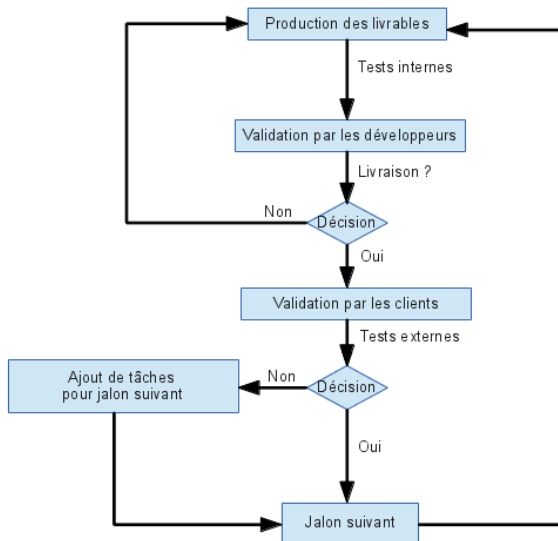 Production des livrables
Tests internes
Validation par les développeurs
Livraison ?
Non
Décision
Oui
Validation par les clients
Tests externes
Ajout de tâches
pour jalon suivant
Non
Décision
Oui
Jalon suivant